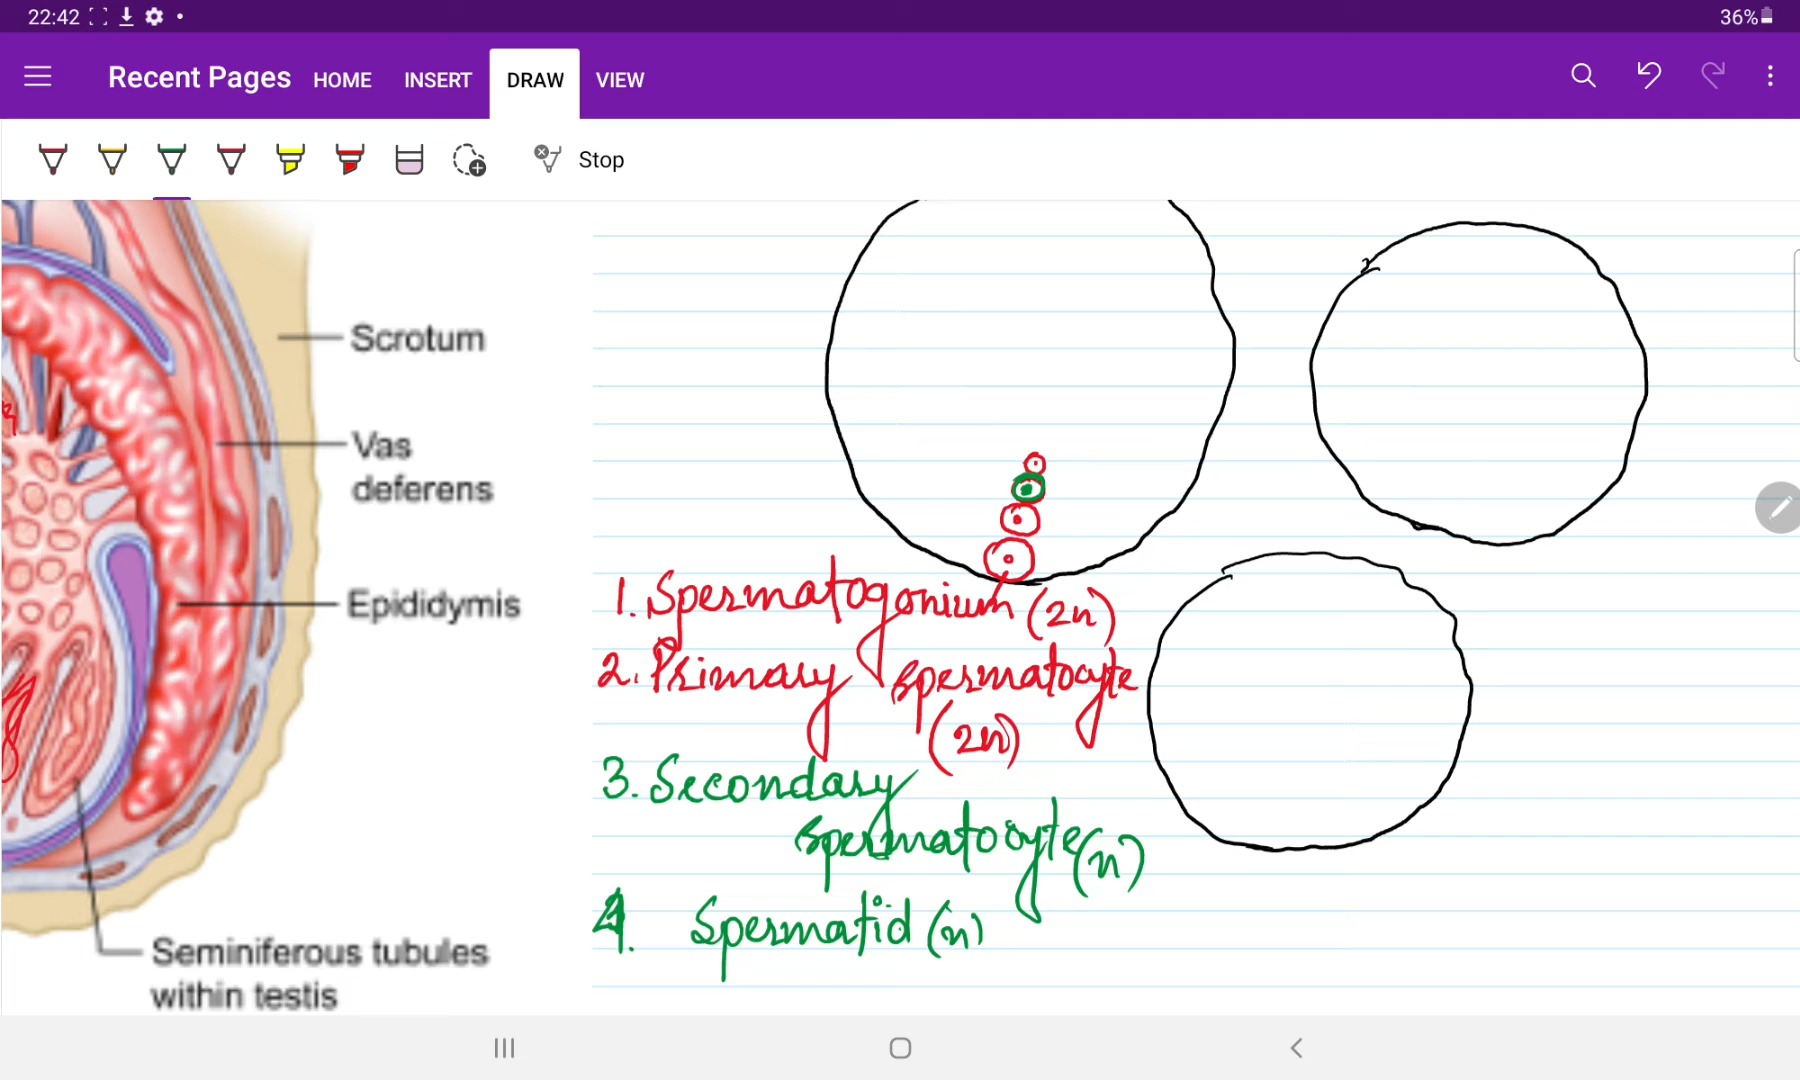 22:42
36%
Recent Pages HOME INSERT DRAW VIEW
Stop
Scrotum
Vas
deferens
Epididymis
Seminiferous tubules
within testis
1. Spermatogonium (2n)
2. Primary spermatocyte
(2n)
3. Secondary
spermatocyte (n)
4. Spermatid (n)